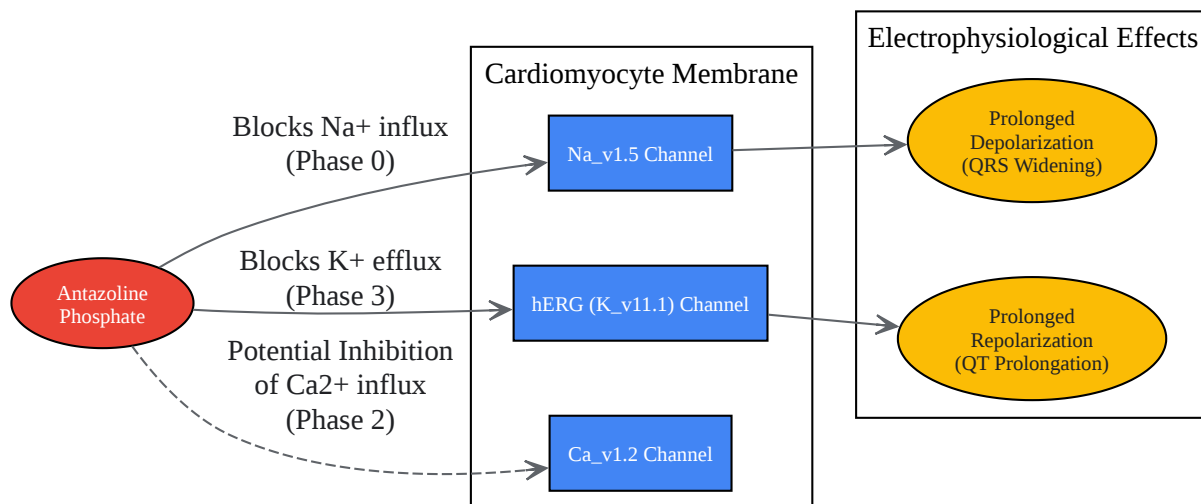 Electrophysiological Effects
Cardiomyocyte Membrane
Blocks Na+ influx
(Phase 0)
Na_v1.5 Channel
Prolonged
Depolarization
(QRS Widening)
Antazoline
Phosphate
Blocks K+ efflux
(Phase 3)
hERG (K_v11.1) Channel
Prolonged
Repolarization
(QT Prolongation)
Potential Inhibition
of Ca2+ influx
(Phase 2)
Ca_v1.2 Channel